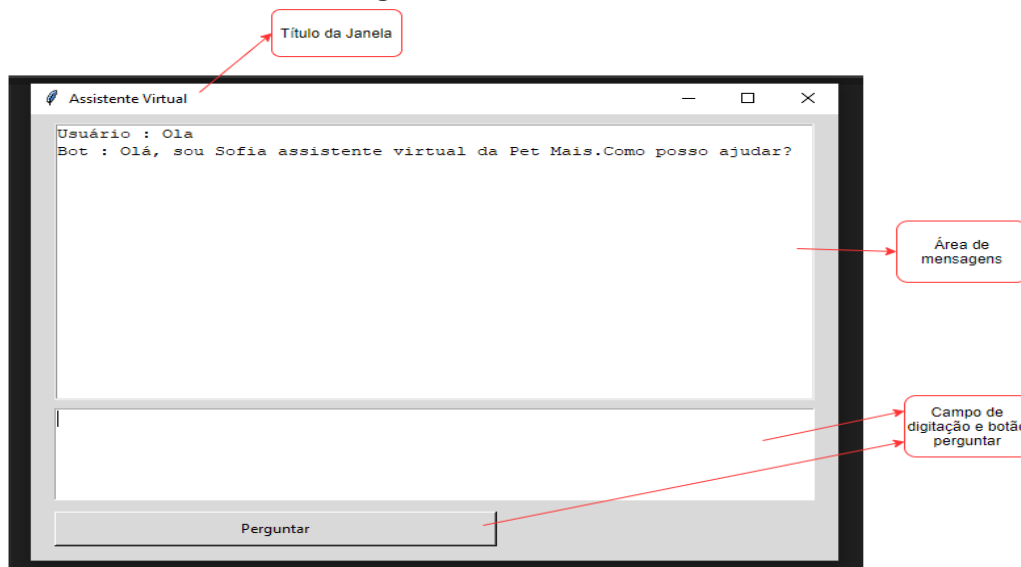 Título da Janela
Assistente Virtual
Usuário : Ola
Bot : Olá, sou Sofia assistente virtual da Pet Mais.Como posso ajudar?
Área de
mensagens
Campo de
digitação e botão
perguntar
Perguntar